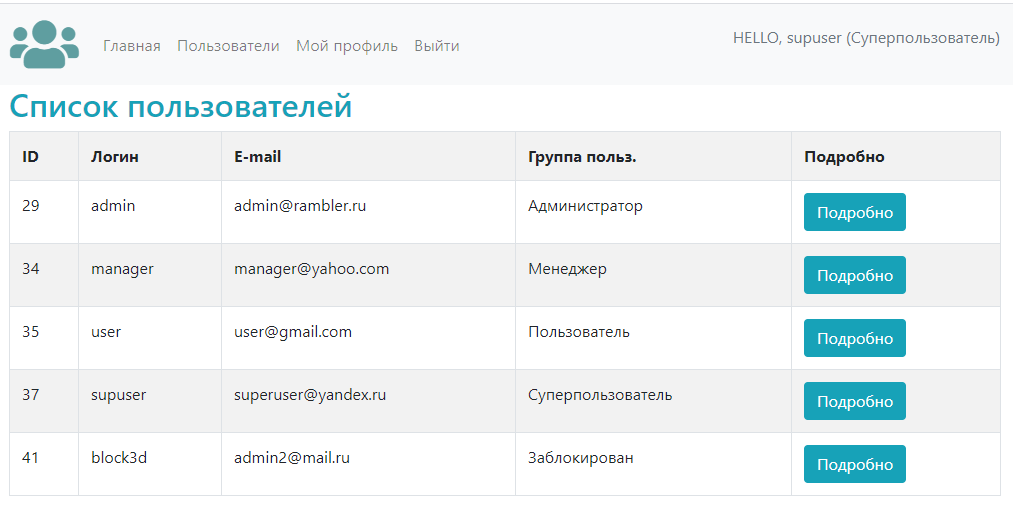 Главная Пользователи Мой профиль Выйти HELLO, supuser (Суперпользователь)
Список пользователей
ID Логин E-mail Группа польз. Подробно
29 admin admin@rambler.ru Администратор Подробно
34 manager manager@yahoo.com Менеджер Подробно
35 user user@gmail.com Пользователь Подробно
37 supuser superuser@yandex.ru Суперпользователь Подробно
41 block3d admin2@mail.ru Заблокирован Подробно